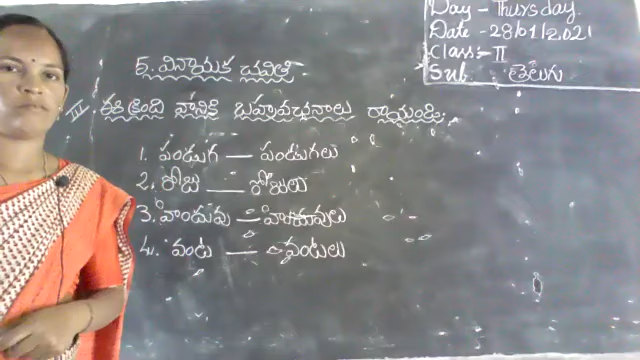 Day - Thursday
Date - 28/01/2021
Class:- II
Sub. : తెలుగు
5. వినాయక చవితి.
II. ఈ క్రింది వానికి బహువచనాలు రాయండి.
1. పండుగ — పండుగలు
2. రోజు — రోజులు
3. హిందువు — హిందువులు
4. వంట — వంటలు